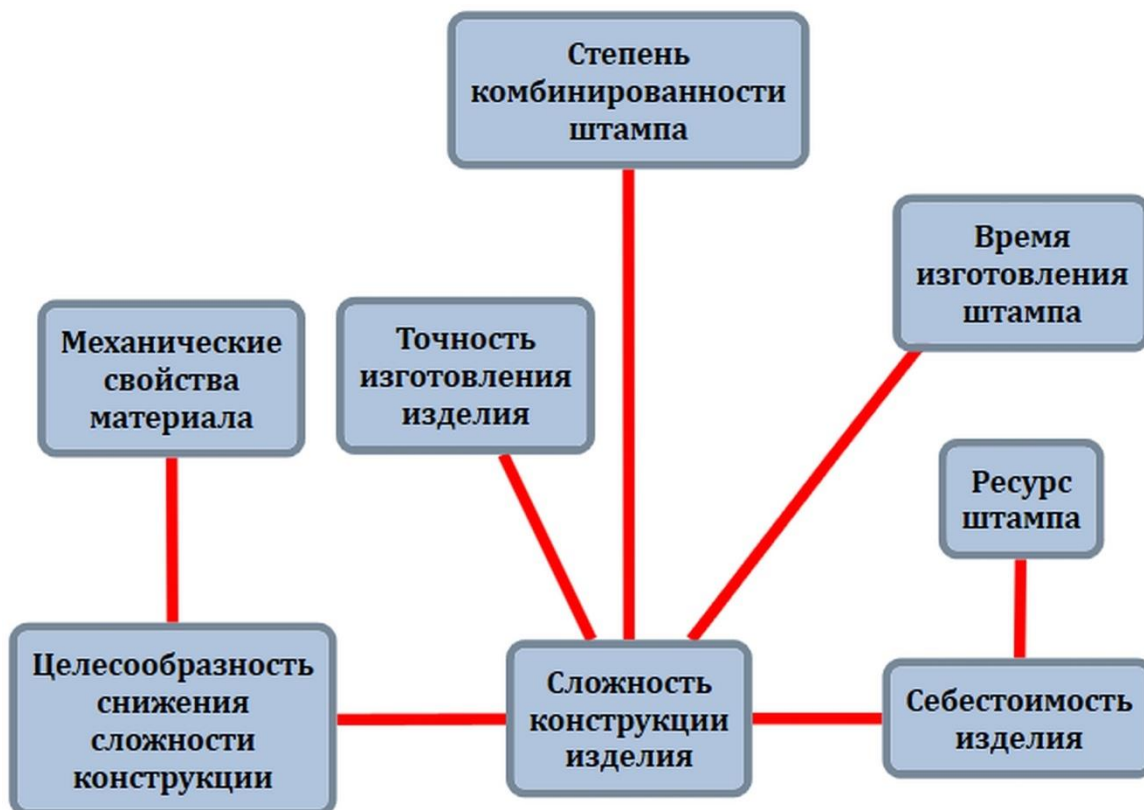 Степень
комбинированности
штампа
Время
изготовления
штампа
Механические
свойства
материала
Точность
изготовления
изделия
Ресурс
штампа
Целесообразность
снижения
сложности
конструкции
Сложность
конструкции
изделия
Себестоимость
изделия